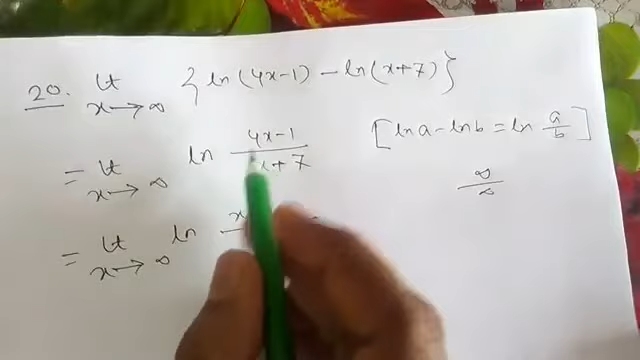 20. Lt x→∞ {ln(4x-1) - ln(x+7)}
= Lt x→∞ ln (4x-1)/(x+7) [ln a - ln b = ln a/b]
∞/∞
= Lt x→∞ ln x